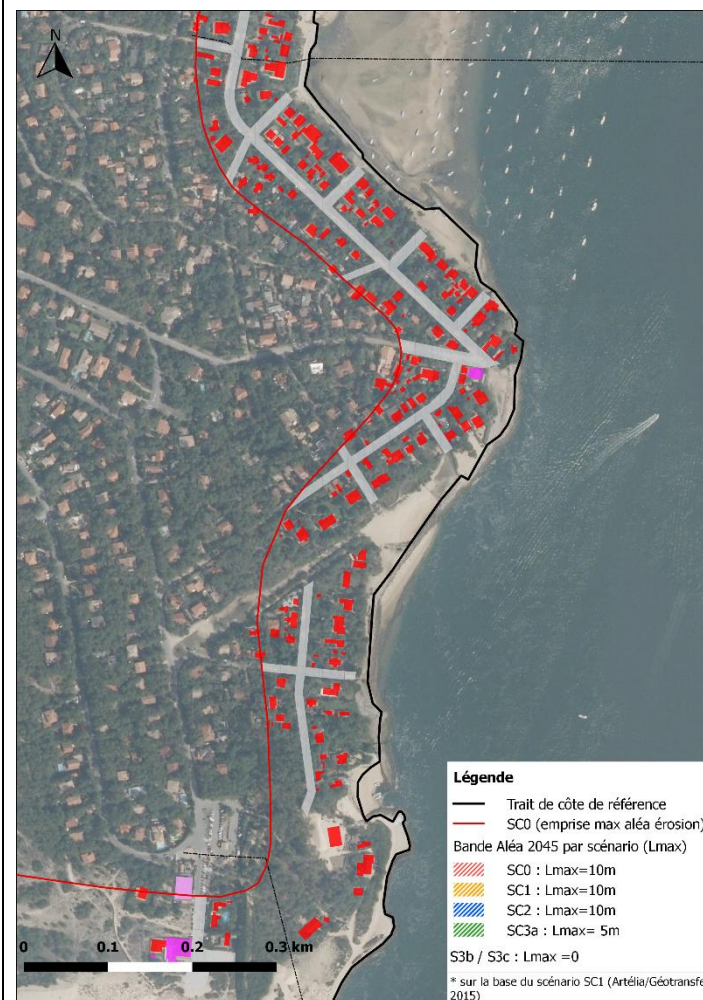 N
0 0.1 0.2 0.3 km
Légende
Trait de côte de référence
SC0 (emprise max aléa érosion)
Bande Aléa 2045 par scénario (Lmax)
SC0 : Lmax=10m
SC1 : Lmax=10m
SC2 : Lmax=10m
SC3a : Lmax= 5m
S3b / S3c : Lmax =0
* sur la base du scénario SC1 (Artélia/Géotransfe
2015)